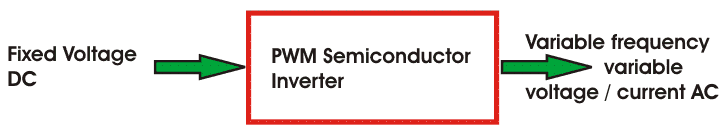 Fixed Voltage
DC
PWM Semiconductor
Inverter
Variable frequency
variable
voltage / current AC